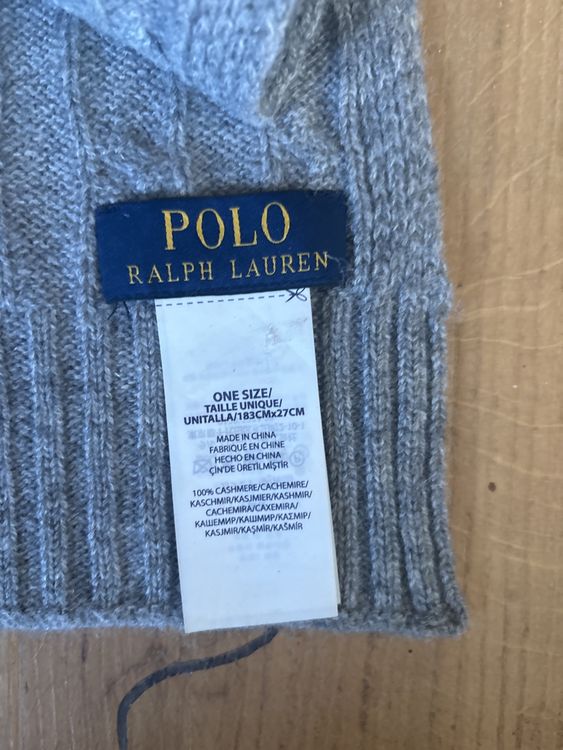 POLO
RALPH LAUREN
ONE SIZE/
TAILLE UNIQUE/
UNITALLA/183CMx27CM
MADE IN CHINA
FABRIQUÉ EN CHINE
HECHO EN CHINA
ÇİN'DE ÜRETİLMİŞTİR
100% CASHMERE/CACHEMIRE/
KASCHMIR/KASJMIER/KASHMIR/
CACHEMIRA/CAXEMIRA/
КАШЕМИР/КАШМИР/ΚΑΣΜΙΡ/
KASJMIR/KAŞMİR/KAŠMÍR